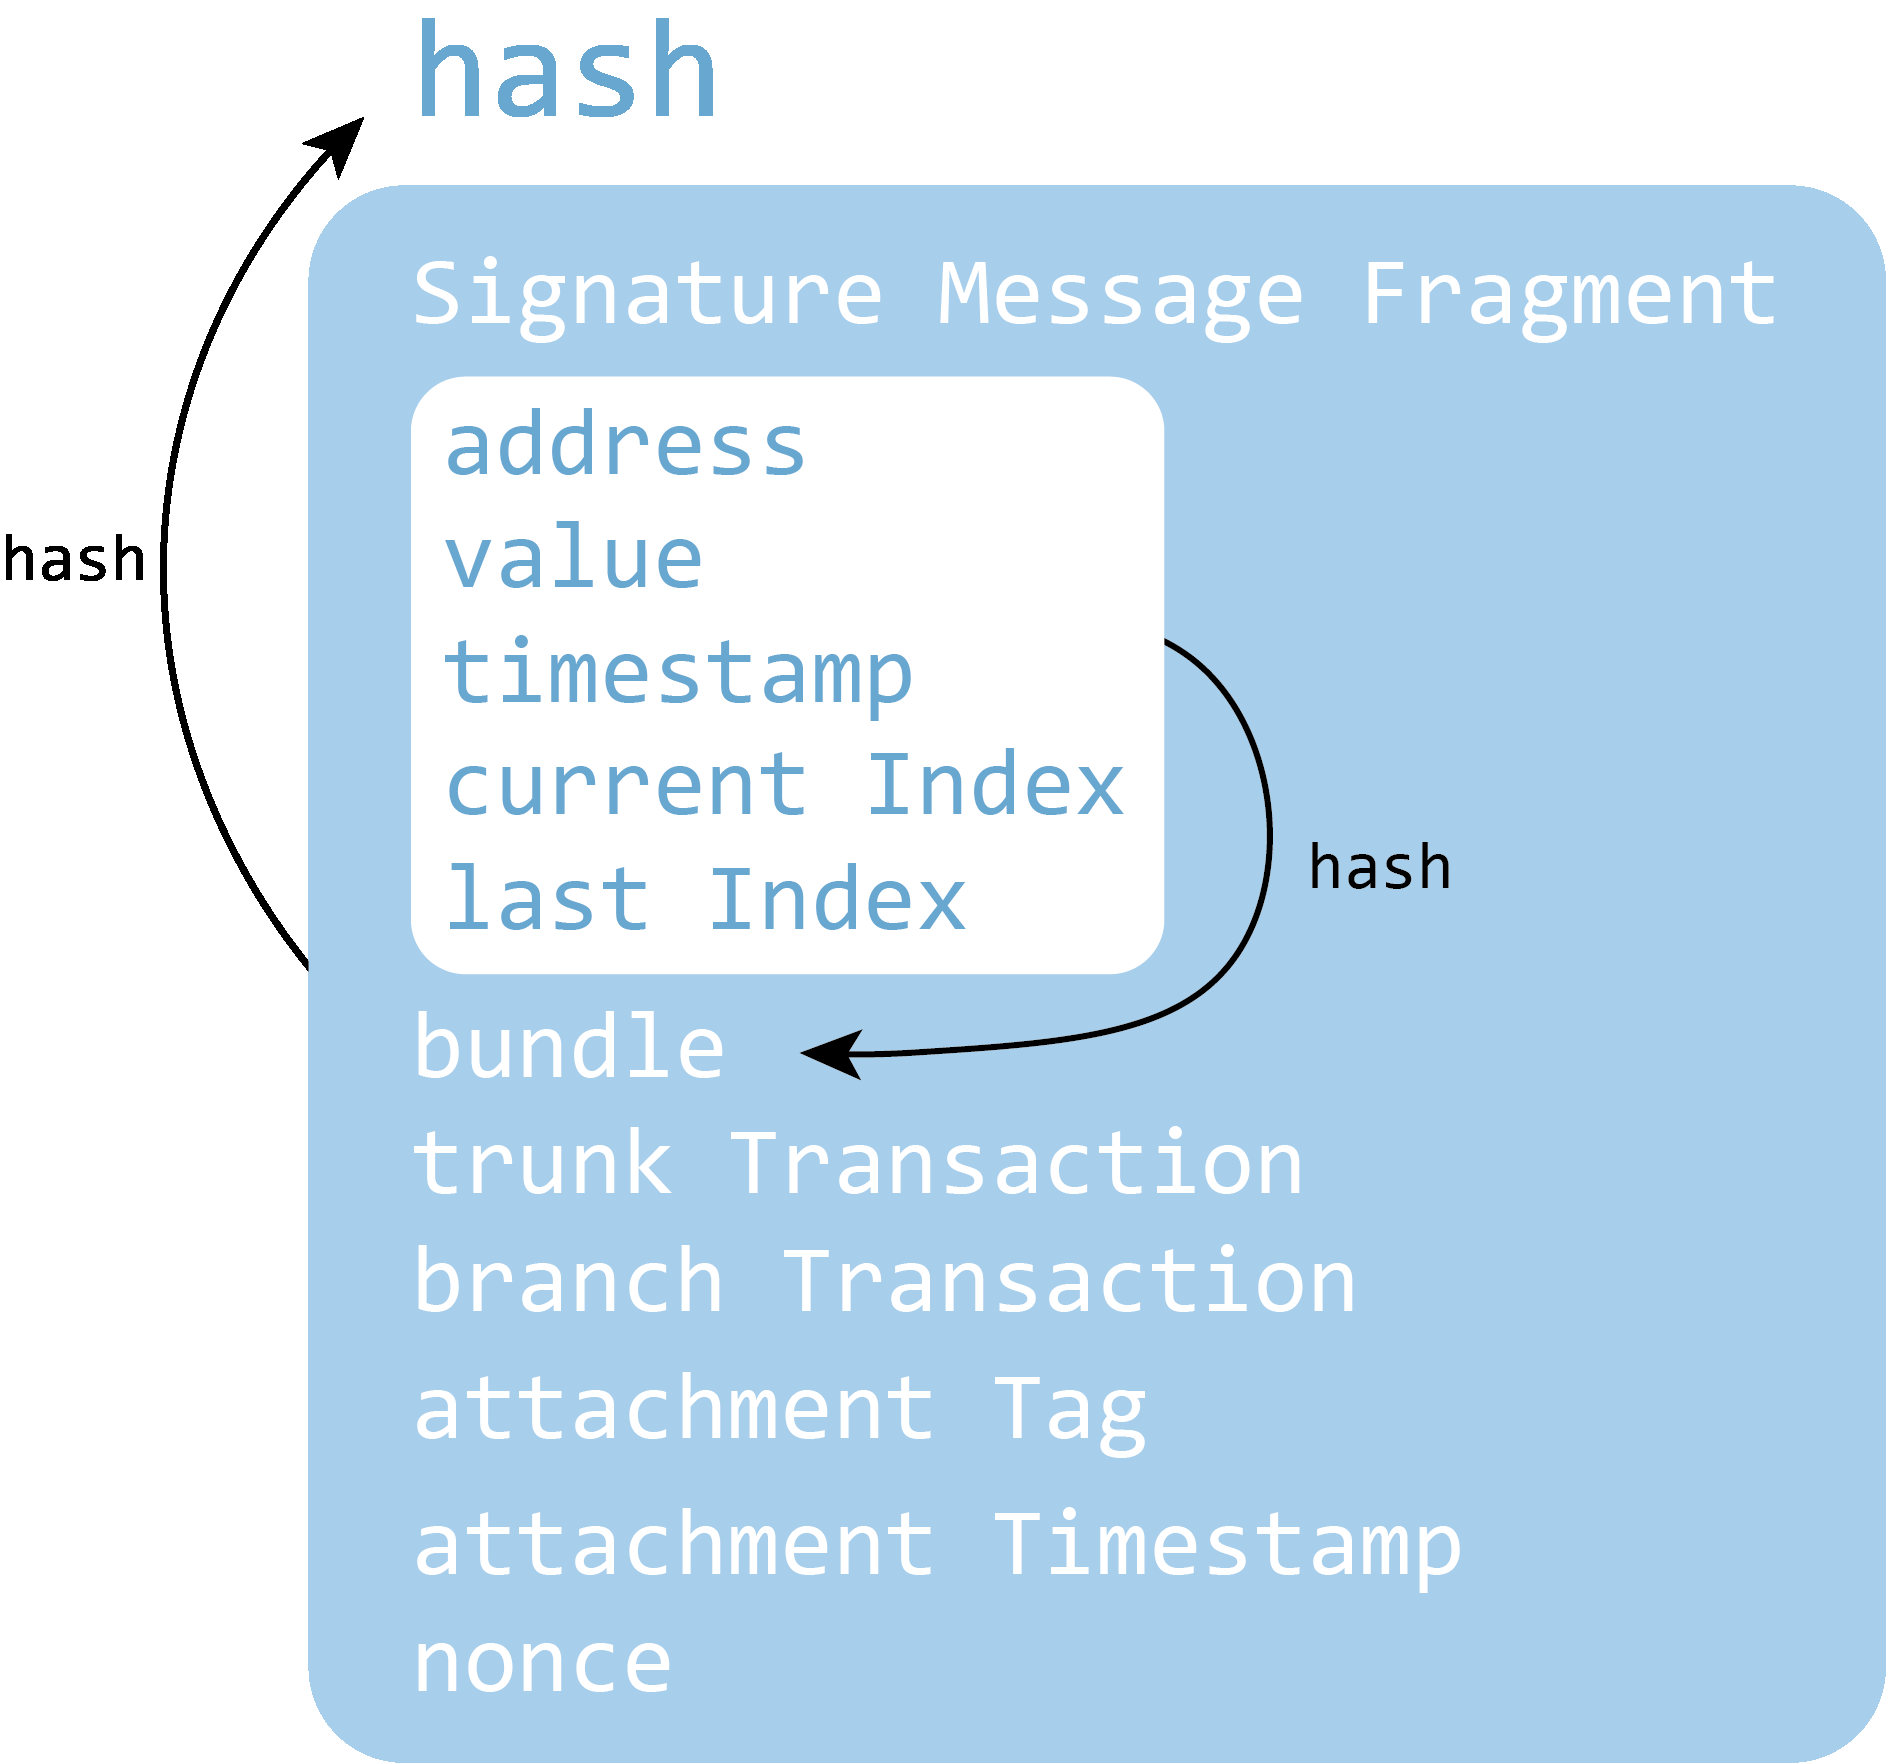 hash
Signature Message Fragment
address
value
hash
timestamp
current Index
hash
last Index
bundle
trunk Transaction
branch Transaction
attachment Tag
attachment Timestamp
nonce